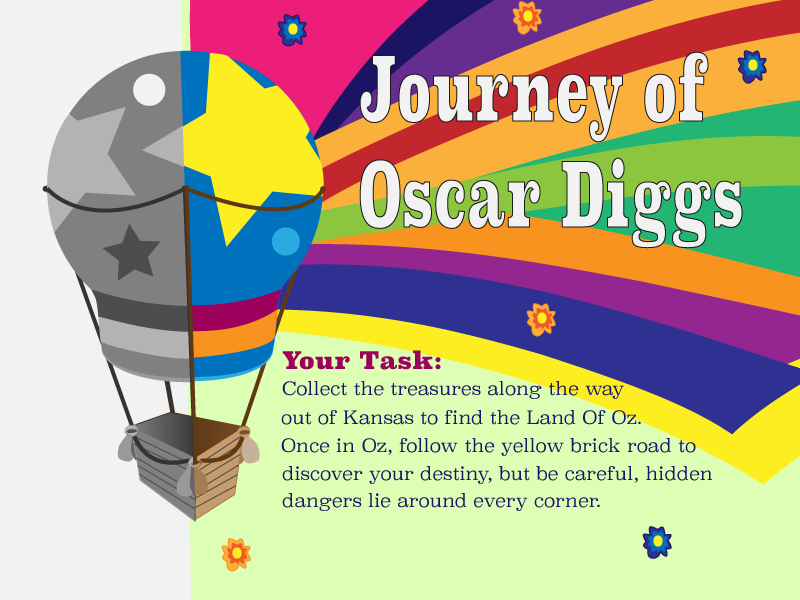 Journey of
Oscar Diggs
Your Task:
Collect the treasures along the way
out of Kansas to find the Land Of Oz.
Once in Oz, follow the yellow brick road to
discover your destiny, but be careful, hidden
dangers lie around every corner.